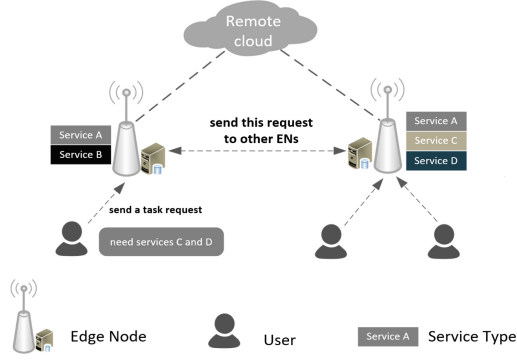 Remote
cloud
Service A
Service B
send this request
to other ENs
Service A
Service C
Service D
send a task request
need services C and D
Edge Node
User
Service A
Service Type